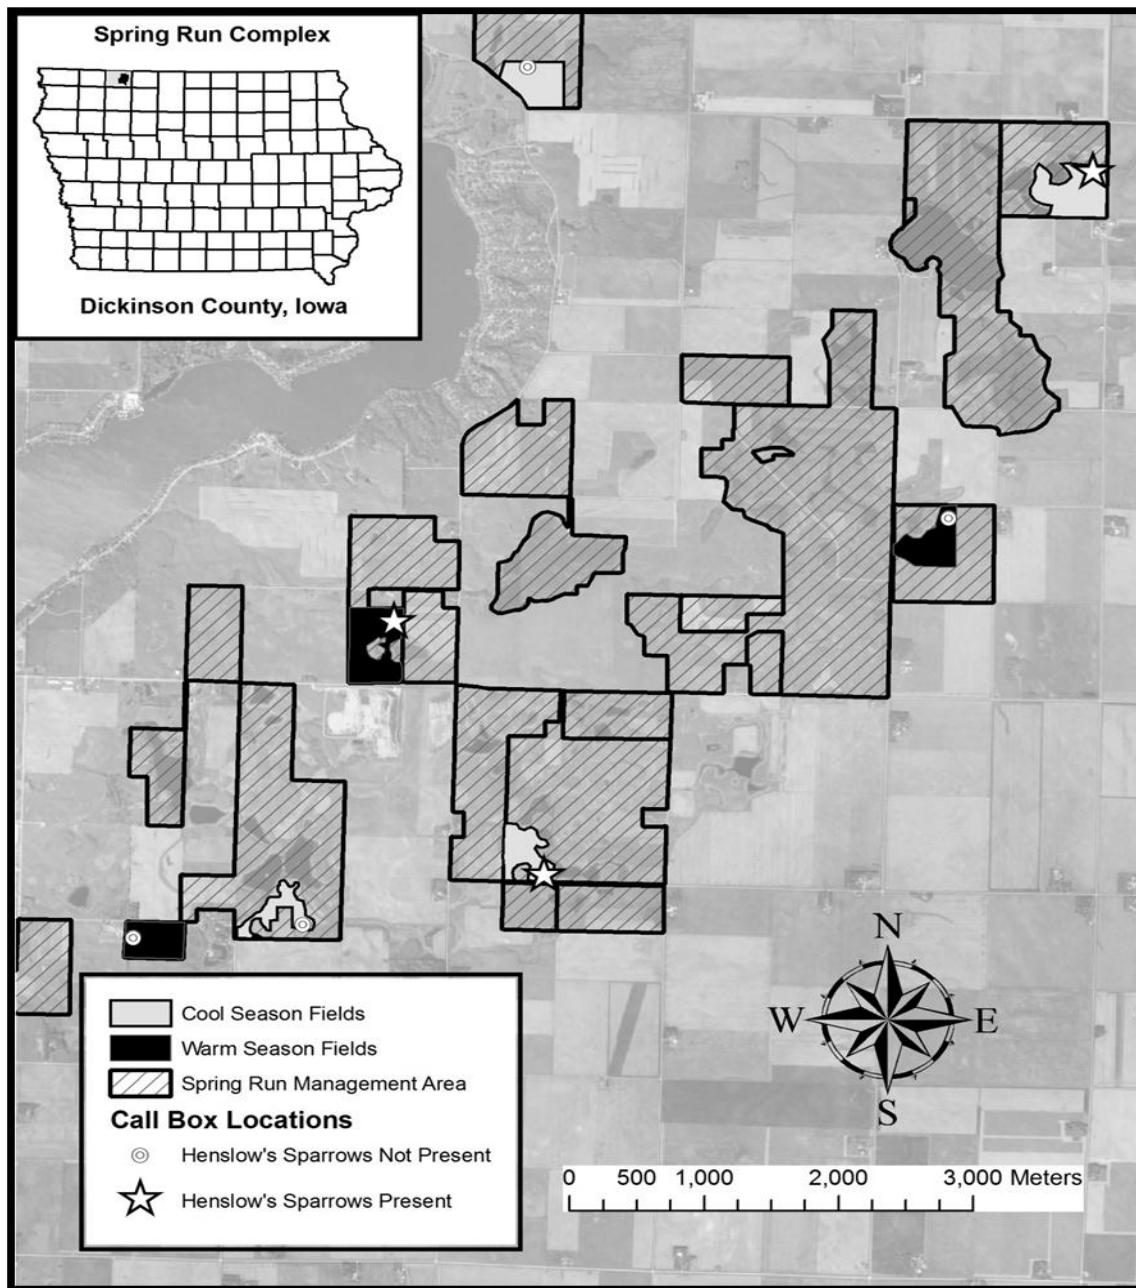 Spring Run Complex
Dickinson County, Iowa
Cool Season Fields
Warm Season Fields
Spring Run Management Area
Call Box Locations
Henslow's Sparrows Not Present
Henslow's Sparrows Present
N
W E
S
0 500 1,000 2,000 3,000 Meters